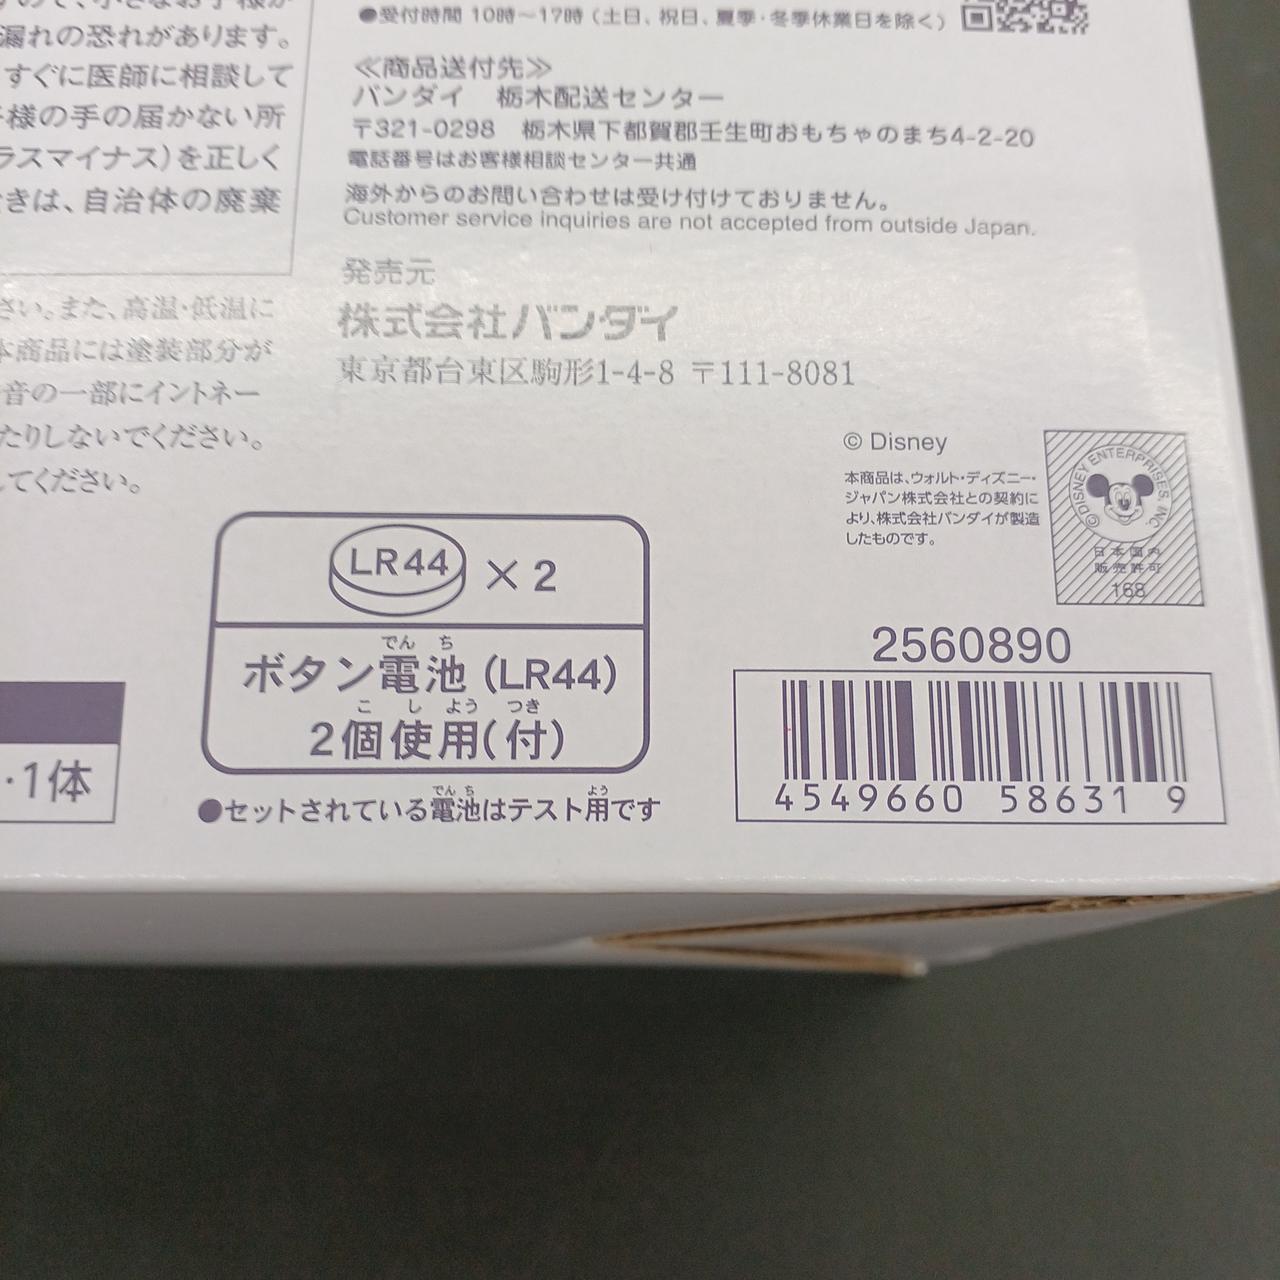 漏れの恐れがあります。
すぐに医師に相談して
様の手の届かない所
ラスマイナス)を正しく
きは、自治体の廃棄
さい。また、高温・低温に
本商品には塗装部分が
音の一部にイントネー
たりしないでください。
してください。
●受付時間 10時〜17時(土日、祝日、夏季・冬季休業日を除く)
≪商品送付先≫
バンダイ 栃木配送センター
〒321-0298 栃木県下都賀郡壬生町おもちゃのまち4-2-20
電話番号はお客様相談センター共通
海外からのお問い合わせは受け付けておりません。
Customer service inquiries are not accepted from outside Japan.
発売元
株式会社バンダイ
東京都台東区駒形1-4-8 〒111-8081
© Disney
本商品は、ウォルト・ディズニー・
ジャパン株式会社との契約に
より、株式会社バンダイが製造
したものです。
©DISNEY ENTERPRISES, INC.
日本国内
販売許可
168
LR44 ×2
でん ち
ボタン電池(LR44)
こ し よう つき
2個使用(付)
でん ち よう
●セットされている電池はテスト用です
・1体
2560890
4549660 58631 9